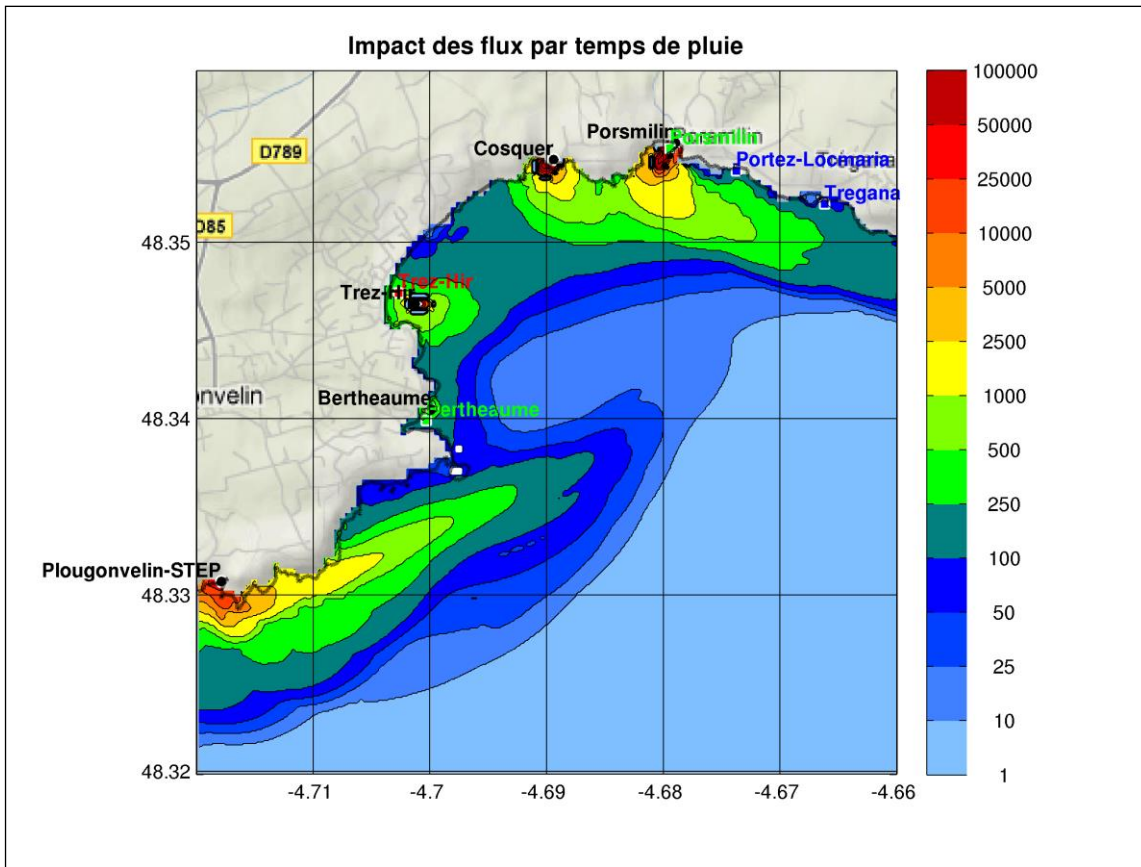 Impact des flux par temps de pluie
100000
50000
25000
10000
5000
2500
1000
500
250
100
50
25
10
1
D789
D85
Cosquer
Porsmilin
Porsmilin
Porsmilin
Portez-Locmaria
Tregana
Trez-Hir
Trez-Hir
Bertheaume
Bertheaume
onvelin
Plougonvelin-STEP
48.35
48.34
48.33
48.32
-4.71
-4.7
-4.69
-4.68
-4.67
-4.66